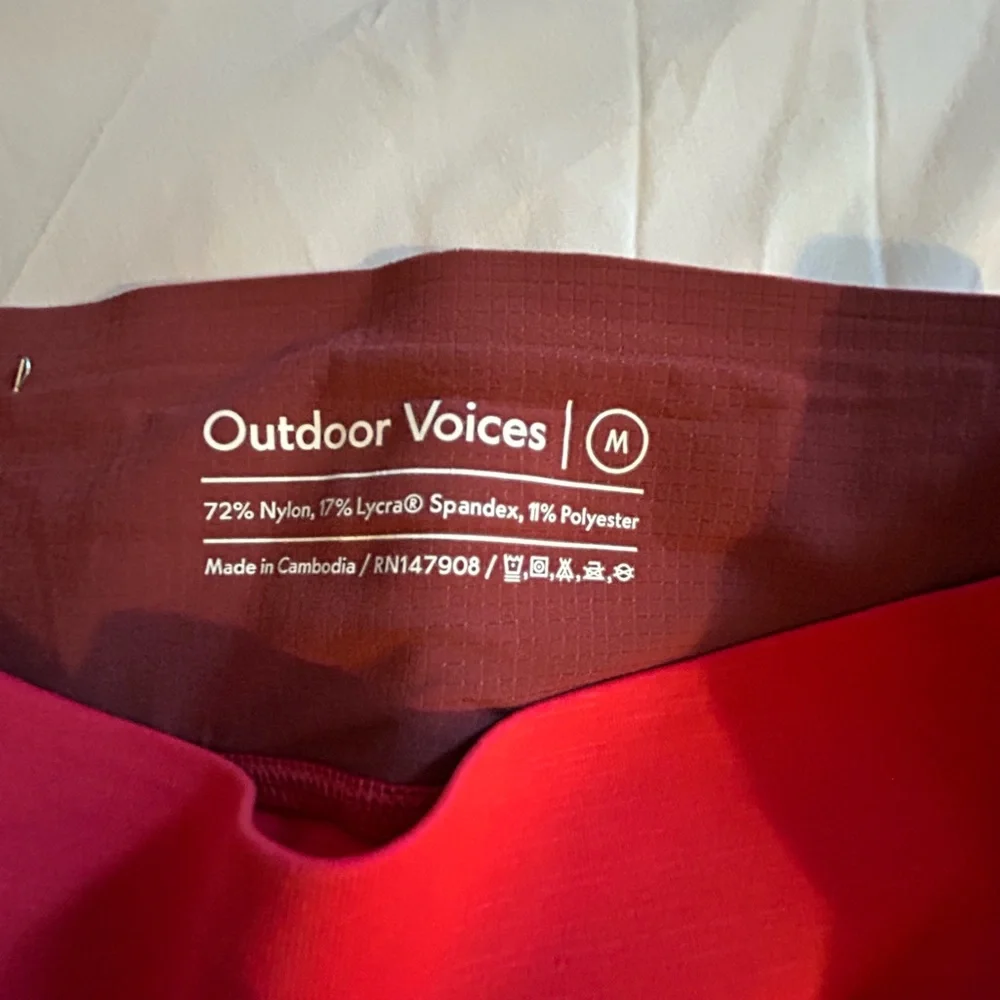 Outdoor Voices | M
72% Nylon, 17% Lycra® Spandex, 11% Polyester
Made in Cambodia / RN147908 /